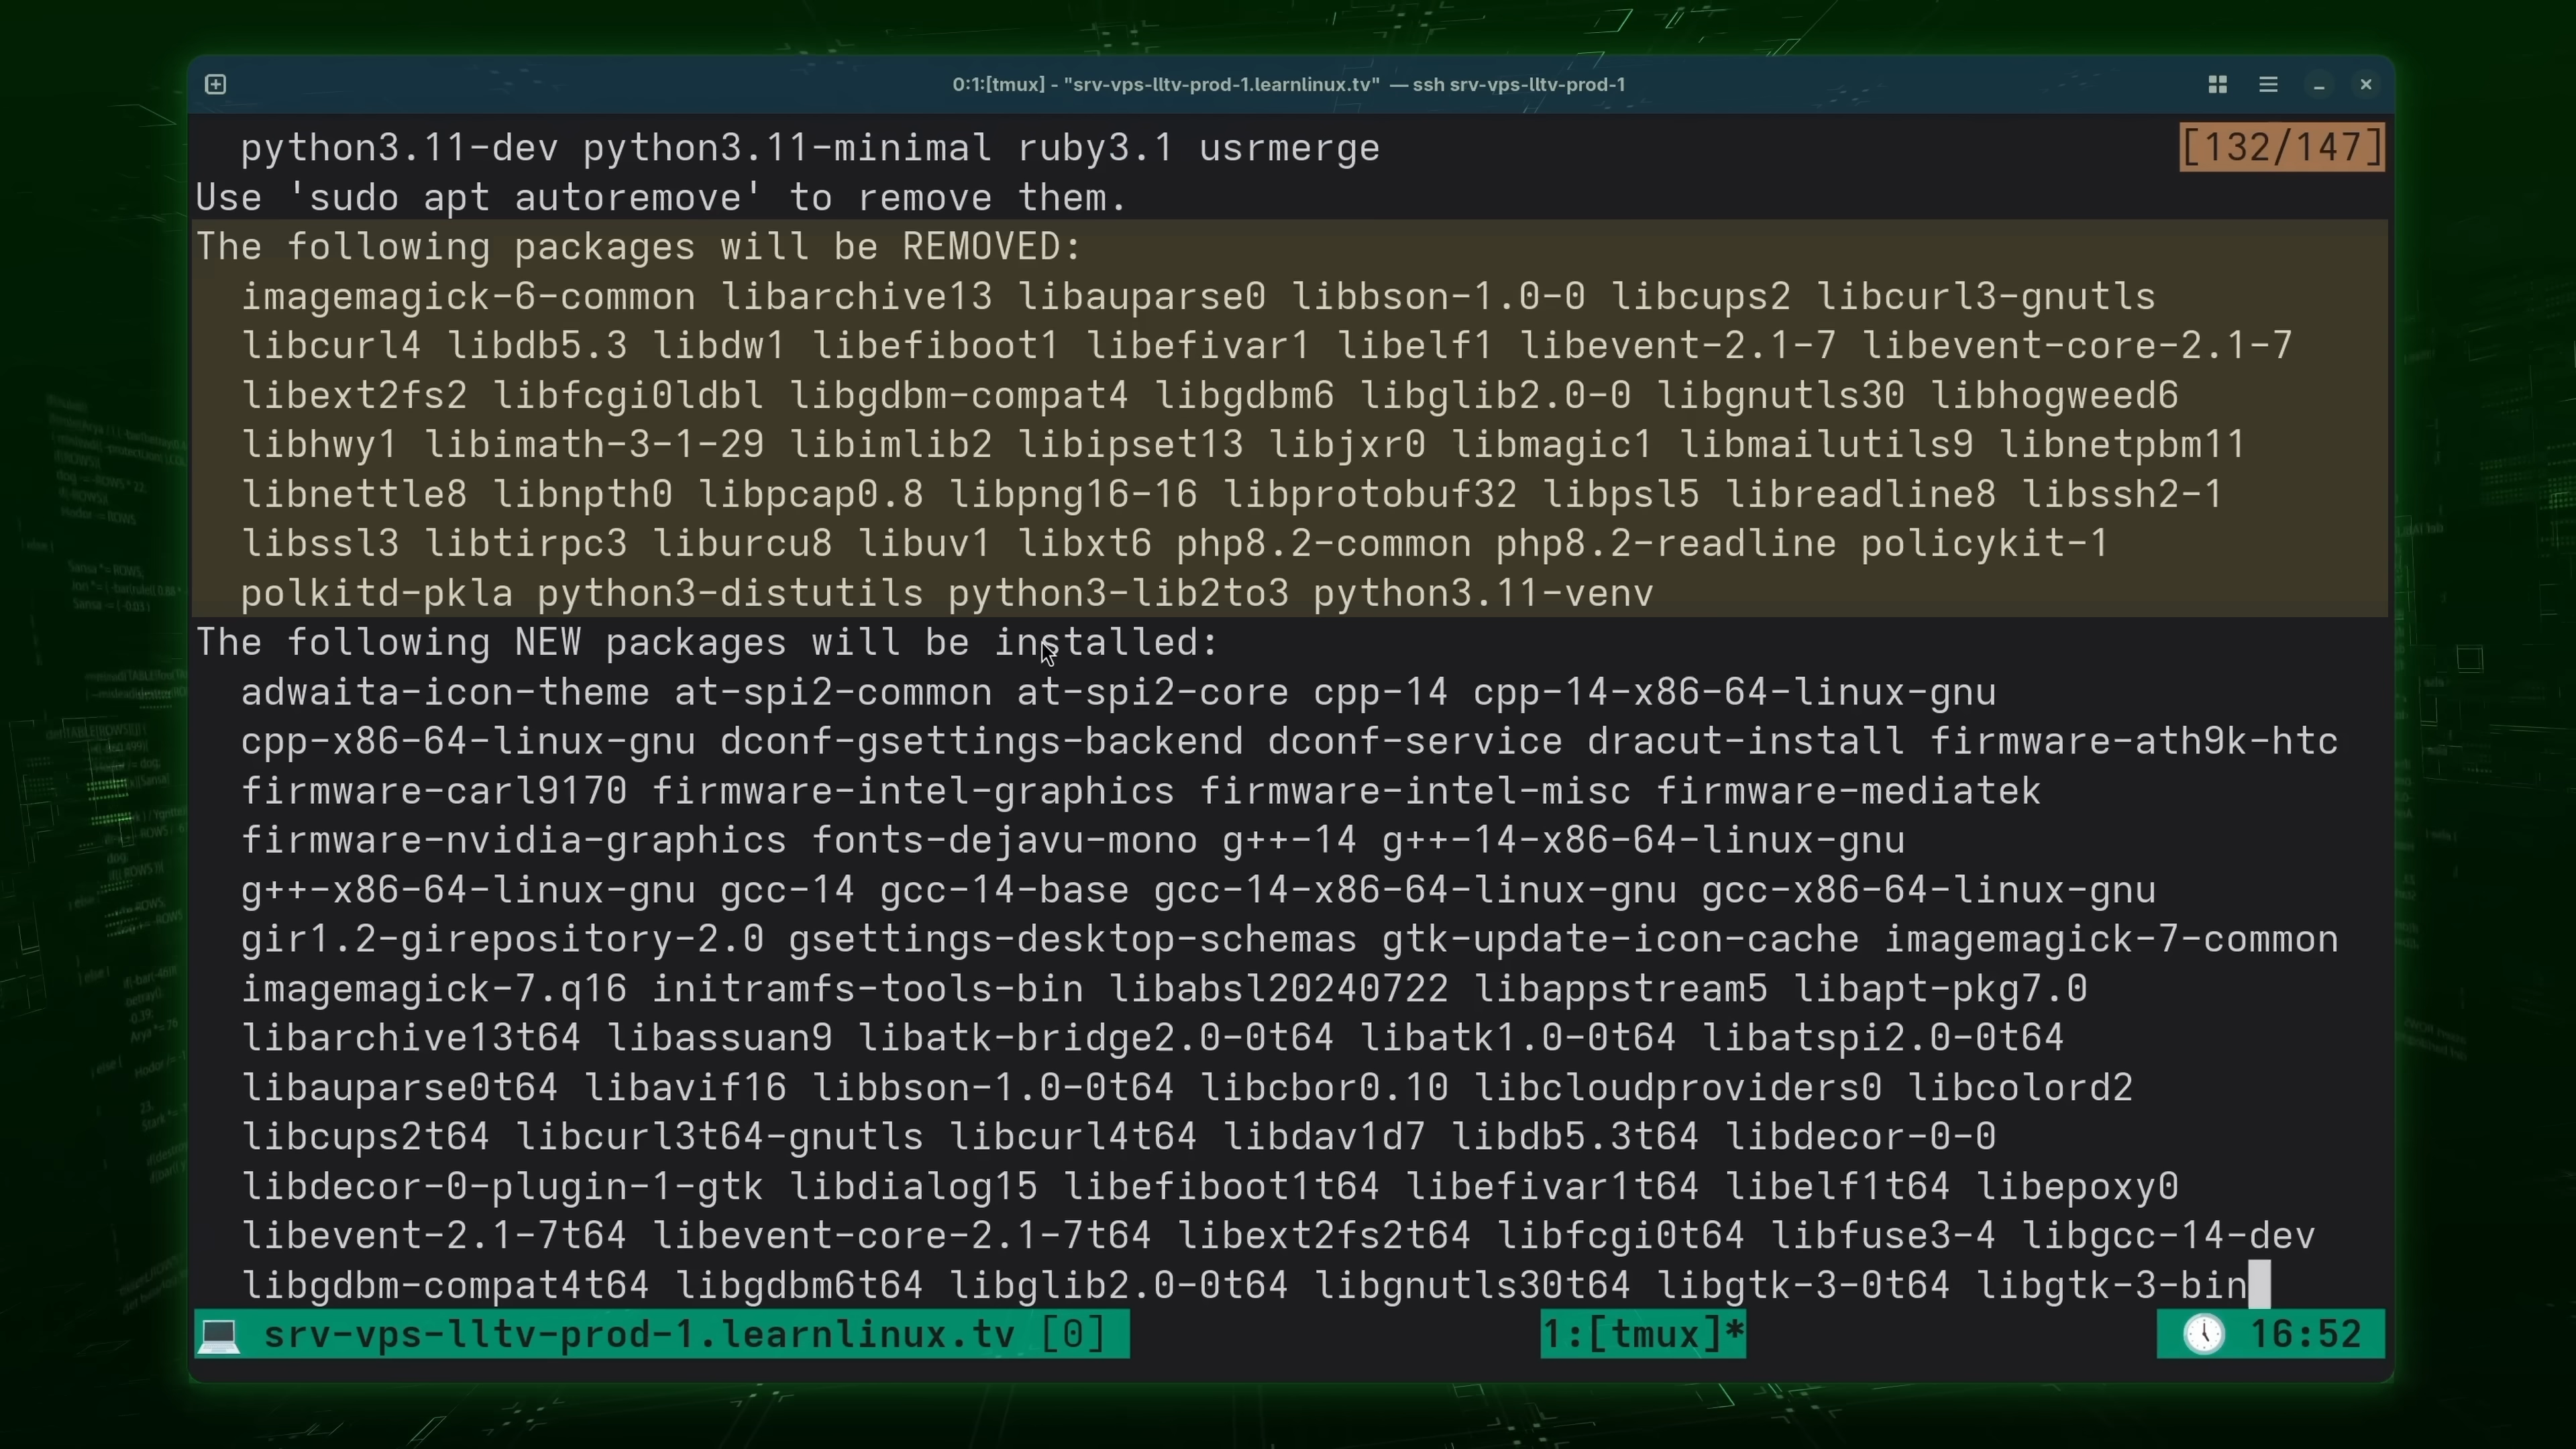 0:1:[tmux] - "srv-vps-lltv-prod-1.learnlinux.tv" — ssh srv-vps-lltv-prod-1
python3.11-dev python3.11-minimal ruby3.1 usrmerge [132/147]
Use 'sudo apt autoremove' to remove them.
The following packages will be REMOVED:
imagemagick-6-common libarchive13 libauparse0 libbson-1.0-0 libcups2 libcurl3-gnutls
libcurl4 libdb5.3 libdw1 libefiboot1 libefivar1 libelf1 libevent-2.1-7 libevent-core-2.1-7
libext2fs2 libfcgi0ldbl libgdbm-compat4 libgdbm6 libglib2.0-0 libgnutls30 libhogweed6
libhwy1 libimath-3-1-29 libimlib2 libipset13 libjxr0 libmagic1 libmailutils9 libnetpbm11
libnettle8 libnpth0 libpcap0.8 libpng16-16 libprotobuf32 libpsl5 libreadline8 libssh2-1
libssl3 libtirpc3 liburcu8 libuv1 libxt6 php8.2-common php8.2-readline policykit-1
polkitd-pkla python3-distutils python3-lib2to3 python3.11-venv
The following NEW packages will be installed:
adwaita-icon-theme at-spi2-common at-spi2-core cpp-14 cpp-14-x86-64-linux-gnu
cpp-x86-64-linux-gnu dconf-gsettings-backend dconf-service dracut-install firmware-ath9k-htc
firmware-carl9170 firmware-intel-graphics firmware-intel-misc firmware-mediatek
firmware-nvidia-graphics fonts-dejavu-mono g++-14 g++-14-x86-64-linux-gnu
g++-x86-64-linux-gnu gcc-14 gcc-14-base gcc-14-x86-64-linux-gnu gcc-x86-64-linux-gnu
gir1.2-girepository-2.0 gsettings-desktop-schemas gtk-update-icon-cache imagemagick-7-common
imagemagick-7.q16 initramfs-tools-bin libabsl20240722 libappstream5 libapt-pkg7.0
libarchive13t64 libassuan9 libatk-bridge2.0-0t64 libatk1.0-0t64 libatspi2.0-0t64
libauparse0t64 libavif16 libbson-1.0-0t64 libcbor0.10 libcloudproviders0 libcolord2
libcups2t64 libcurl3t64-gnutls libcurl4t64 libdav1d7 libdb5.3t64 libdecor-0-0
libdecor-0-plugin-1-gtk libdialog15 libefiboot1t64 libefivar1t64 libelf1t64 libepoxy0
libevent-2.1-7t64 libevent-core-2.1-7t64 libext2fs2t64 libfcgi0t64 libfuse3-4 libgcc-14-dev
libgdbm-compat4t64 libgdbm6t64 libglib2.0-0t64 libgnutls30t64 libgtk-3-0t64 libgtk-3-bin
srv-vps-lltv-prod-1.learnlinux.tv [0] 1:[tmux]* 16:52